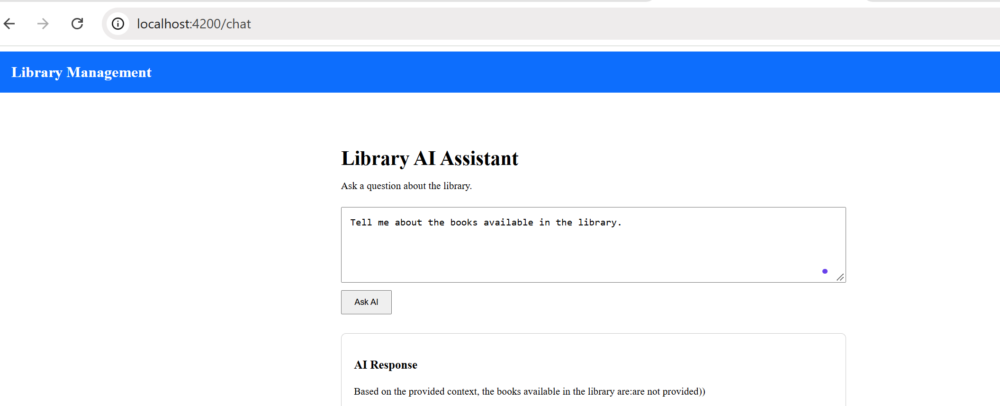 localhost:4200/chat
Library Management
Library AI Assistant
Ask a question about the library.
Tell me about the books available in the library.
Ask AI
AI Response
Based on the provided context, the books available in the library are:are not provided))